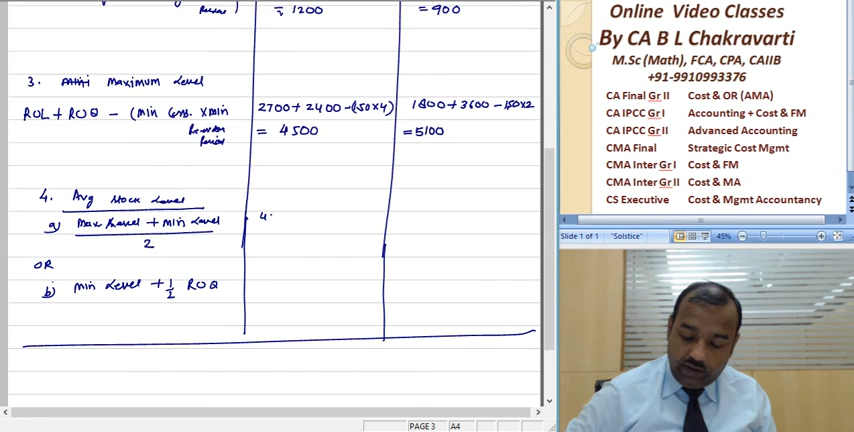 Period) = 1200 = 900
3. Maximum Level
ROL + ROQ - (Min Cons. x Min 2700 + 2400 - (150 x 4) 1800 + 3600 - 150 x 2
Re-order Period = 4500 = 5100
4. Avg Stock Level
a) Max Level + Min Level 4.
2
OR
b) Min Level + 1/2 ROQ
PAGE 3 A4
Online Video Classes
By CA B L Chakravarti
M.Sc (Math), FCA, CPA, CAIIB
+91-9910993376
CA Final Gr II Cost & OR (AMA)
CA IPCC Gr I Accounting + Cost & FM
CA IPCC Gr II Advanced Accounting
CMA Final Strategic Cost Mgmt
CMA Inter Gr I Cost & FM
CMA Inter Gr II Cost & MA
CS Executive Cost & Mgmt Accountancy
Slide 1 of 1 "Solstice" 45%